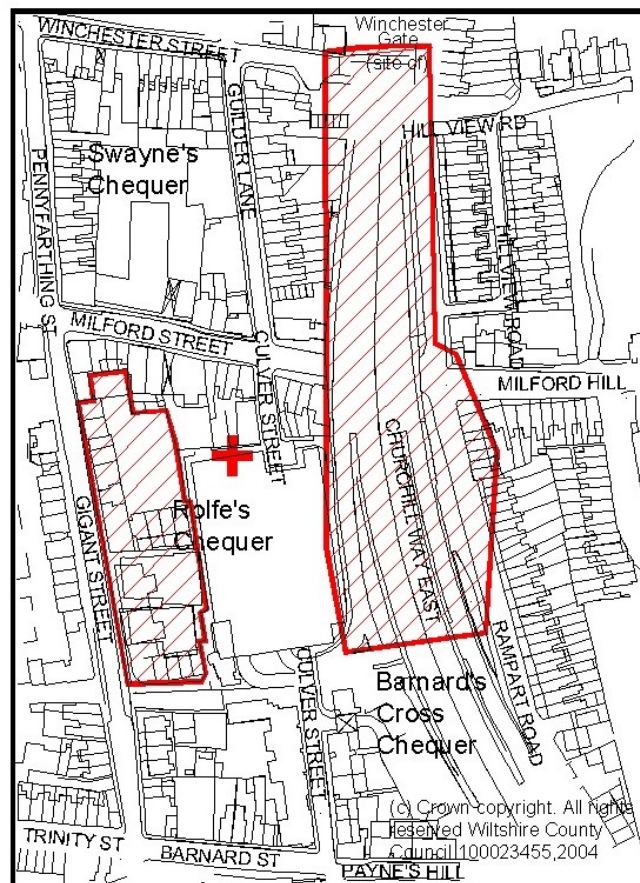 WINCHESTER STREET
Winchester
Gate
(site of)
GUILDER LANE
HILL VIEW RD
Swayne's
Chequer
PENNYFARTHING ST
HILL VIEW ROAD
MILFORD STREET
CULVER STREET
MILFORD HILL
CHURCHILL WAY EAST
Rolfe's
Chequer
GIGANT STREET
RAMPART ROAD
CULVER STREET
Barnard's
Cross
Chequer
(c) Crown copyright. All rights
reserved Wiltshire County
Council 100023455,2004
TRINITY ST
BARNARD ST
PAYNE'S HILL